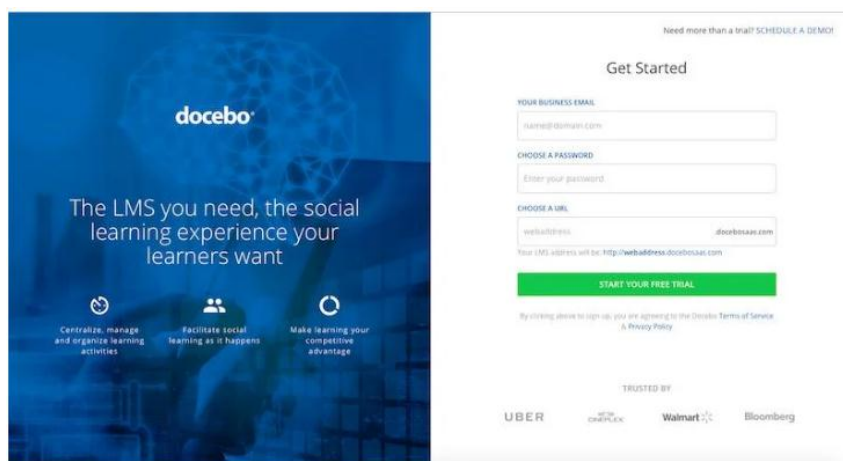 docebo
The LMS you need, the social
learning experience your
learners want
Centralize, manage
and organize learning
activities
Facilitate social
learning as it happens
Make learning your
competitive
advantage
Need more than a trial? SCHEDULE A DEMO!
Get Started
YOUR BUSINESS EMAIL
name@domain.com
CHOOSE A PASSWORD
Enter your password
CHOOSE A URL
webaddress .docebosaas.com
Your LMS address will be: http://webaddress.docebosaas.com
START YOUR FREE TRIAL
By clicking above to sign up, you are agreeing to the Docebo Terms of Service
& Privacy Policy
TRUSTED BY
UBER CINEPLEX Walmart Bloomberg